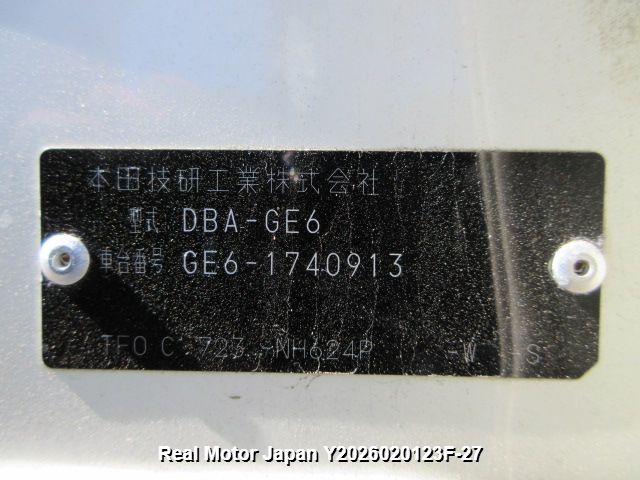 本田技研工業株式会社
型式 DBA-GE6
車台番号 GE6-1740913
TF0 C 723 -NH624P -W -S
Real Motor Japan Y2026020123F-27